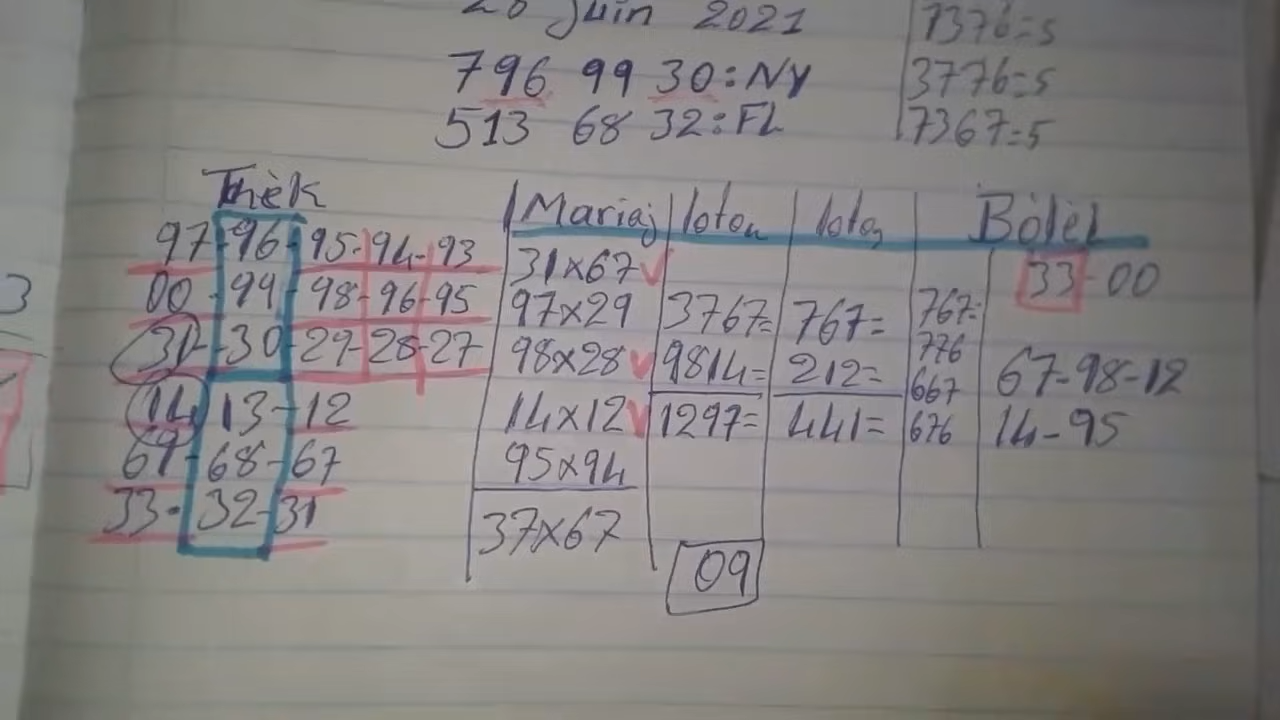 20 Juin 2021
796 99 30:NY
513 68 32:FL
7376=5
3776=5
7367=5
3
Thèk
97-96-95-94-93
00-99-98-96-95
31-30-29-28-27
14 13-12
69-68-67
33-32-31
Mariaj
31x67
97x29
98x28
14x12
95x94
37x67
loto4
3767=
9814=
1297=
09
loto3
767=
212=
441=
767=
776
667
676
Bòlèt
33-00
67-98-12
14-95